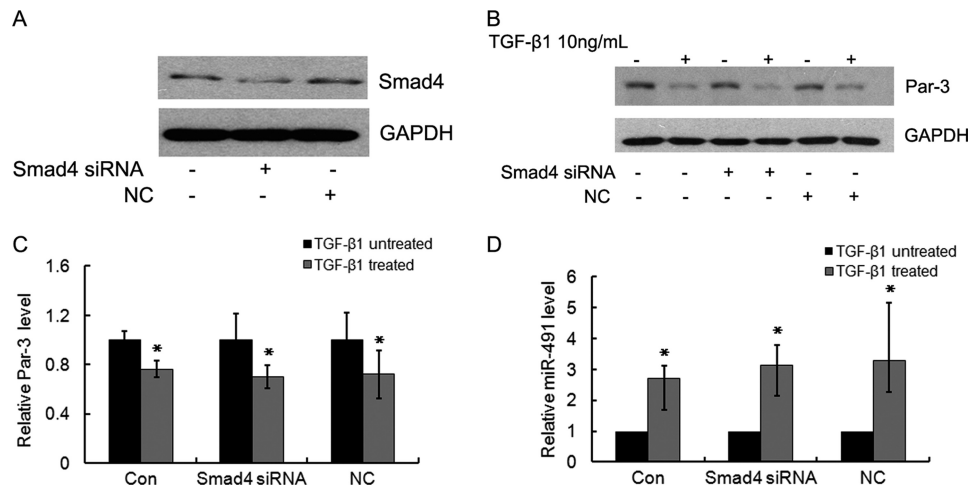 A
Smad4
GAPDH
Smad4 siRNA - + -
NC - - +
B
TGF-β1 10ng/mL
- + - + - +
Par-3
GAPDH
Smad4 siRNA - - + + - -
NC - - - - + +
C
TGF-β1 untreated
TGF-β1 treated
Relative Par-3 level
1.6
1.2
0.8
0.4
0
* * *
Con Smad4 siRNA NC
D
TGF-β1 untreated
TGF-β1 treated
Relative miR-491 level
6
5
4
3
2
1
0
* * *
Con Smad4 siRNA NC